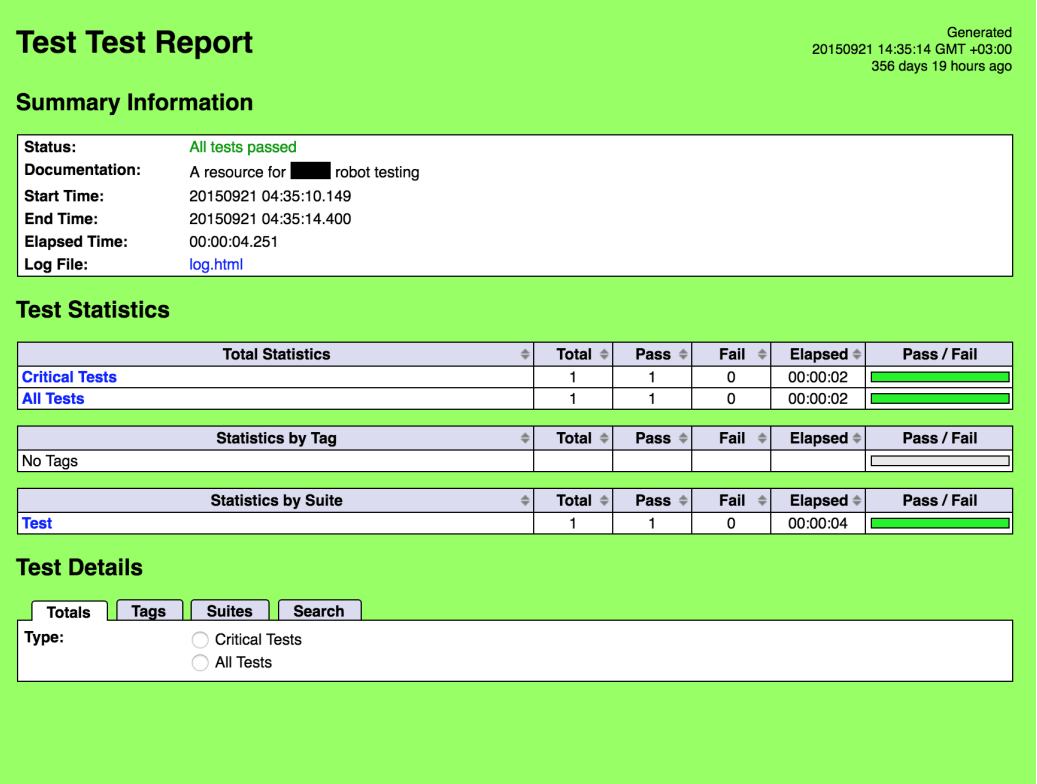 Test Test Report
Generated
20150921 14:35:14 GMT +03:00
356 days 19 hours ago
Summary Information
Status: All tests passed
Documentation: A resource for robot testing
Start Time: 20150921 04:35:10.149
End Time: 20150921 04:35:14.400
Elapsed Time: 00:00:04.251
Log File: log.html
Test Statistics
Total Statistics Total Pass Fail Elapsed Pass / Fail
Critical Tests 1 1 0 00:00:02
All Tests 1 1 0 00:00:02
Statistics by Tag Total Pass Fail Elapsed Pass / Fail
No Tags
Statistics by Suite Total Pass Fail Elapsed Pass / Fail
Test 1 1 0 00:00:04
Test Details
Totals Tags Suites Search
Type: Critical Tests
All Tests